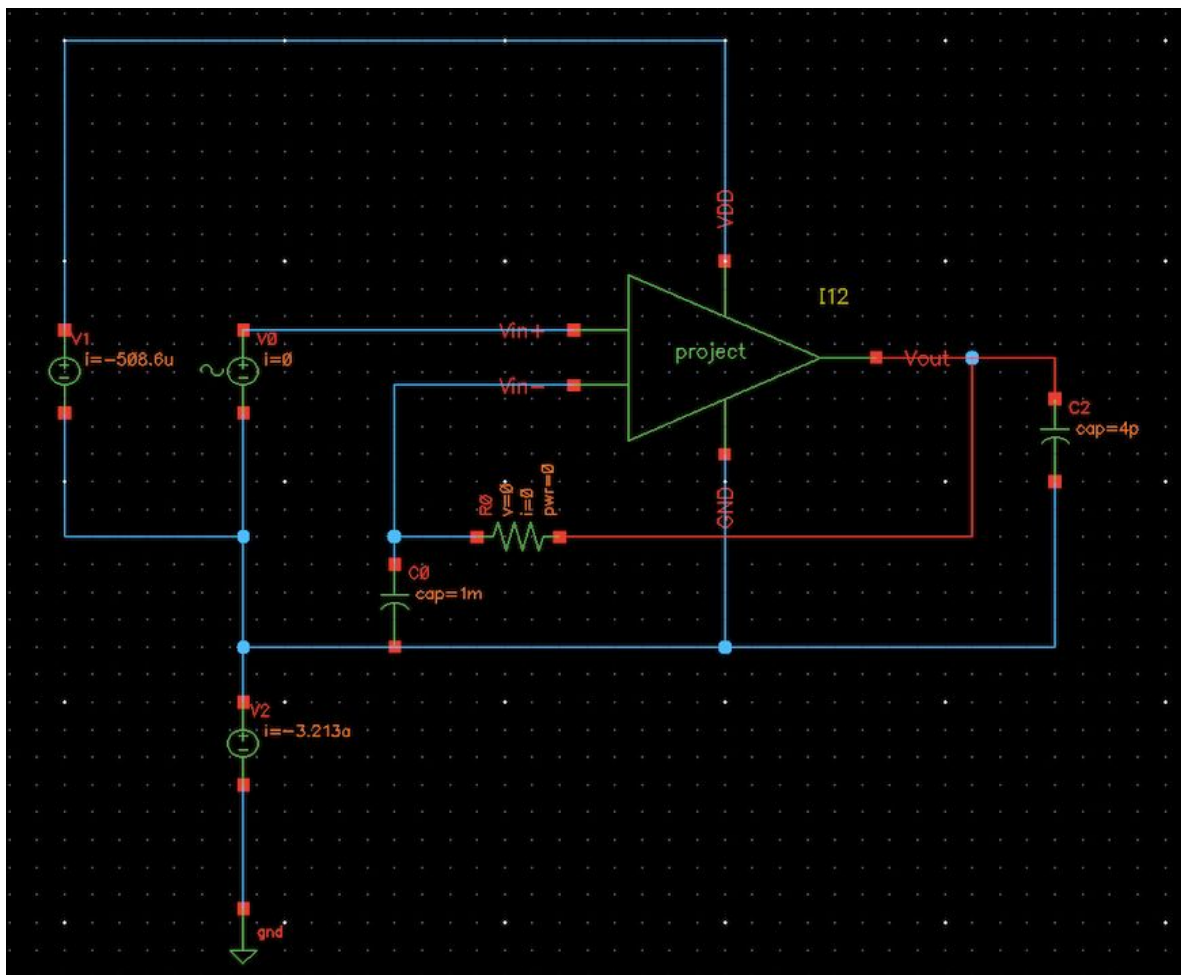 VDD
I12
V1
i=-508.6u
V0
i=0
Vin+
project
Vout
Vin-
C2
cap=4p
R0
v=0
i=0
pwr=0
GND
C0
cap=1m
V2
i=-3.213a
gnd